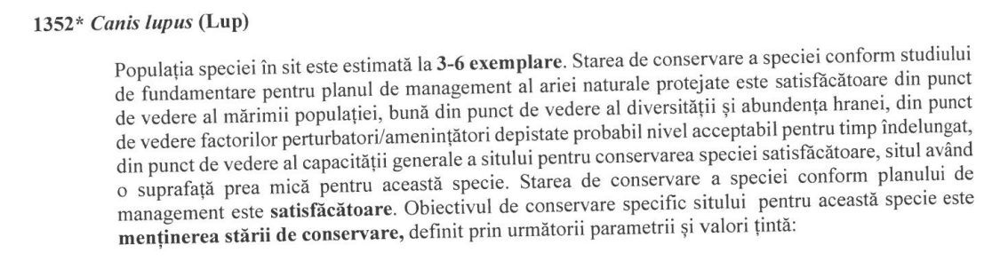 1352* Canis lupus (Lup)
Populația speciei în sit este estimată la 3-6 exemplare. Starea de conservare a speciei conform studiului
de fundamentare pentru planul de management al ariei naturale protejate este satisfăcătoare din punct
de vedere al mărimii populației, bună din punct de vedere al diversității și abundența hranei, din punct
de vedere factorilor perturbatori/amenințători depistate probabil nivel acceptabil pentru timp îndelungat,
din punct de vedere al capacității generale a sitului pentru conservarea speciei satisfăcătoare, situl având
o suprafață prea mică pentru această specie. Starea de conservare a speciei conform planului de
management este satisfăcătoare. Obiectivul de conservare specific sitului pentru această specie este
menținerea stării de conservare, definit prin următorii parametrii și valori țintă: